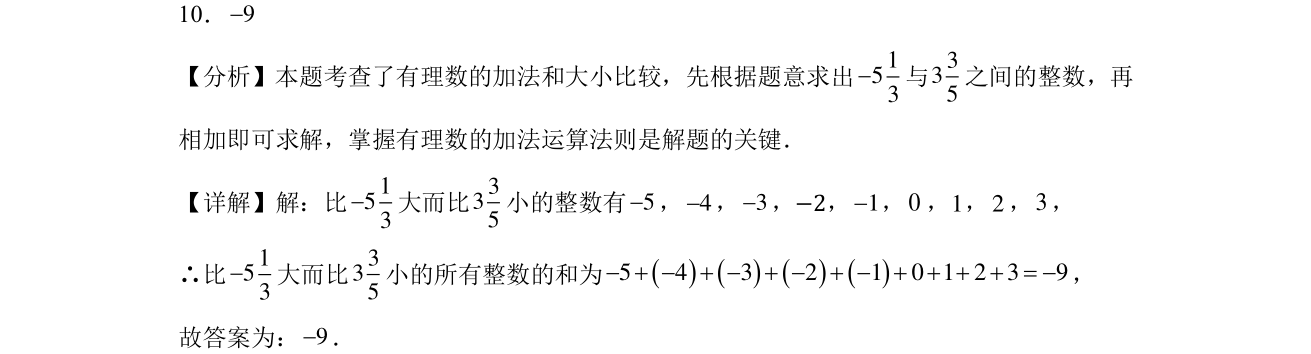 10．−9
【分析】本题考查了有理数的加法和大小比较，先根据题意求出−5 1/3与3 3/5之间的整数，再
相加即可求解，掌握有理数的加法运算法则是解题的关键．
【详解】解：比−5 1/3大而比3 3/5小的整数有−5，−4，−3，−2，−1，0，1，2，3，
∴比−5 1/3大而比3 3/5小的所有整数的和为−5+(−4)+(−3)+(−2)+(−1)+0+1+2+3=−9，
故答案为：−9．